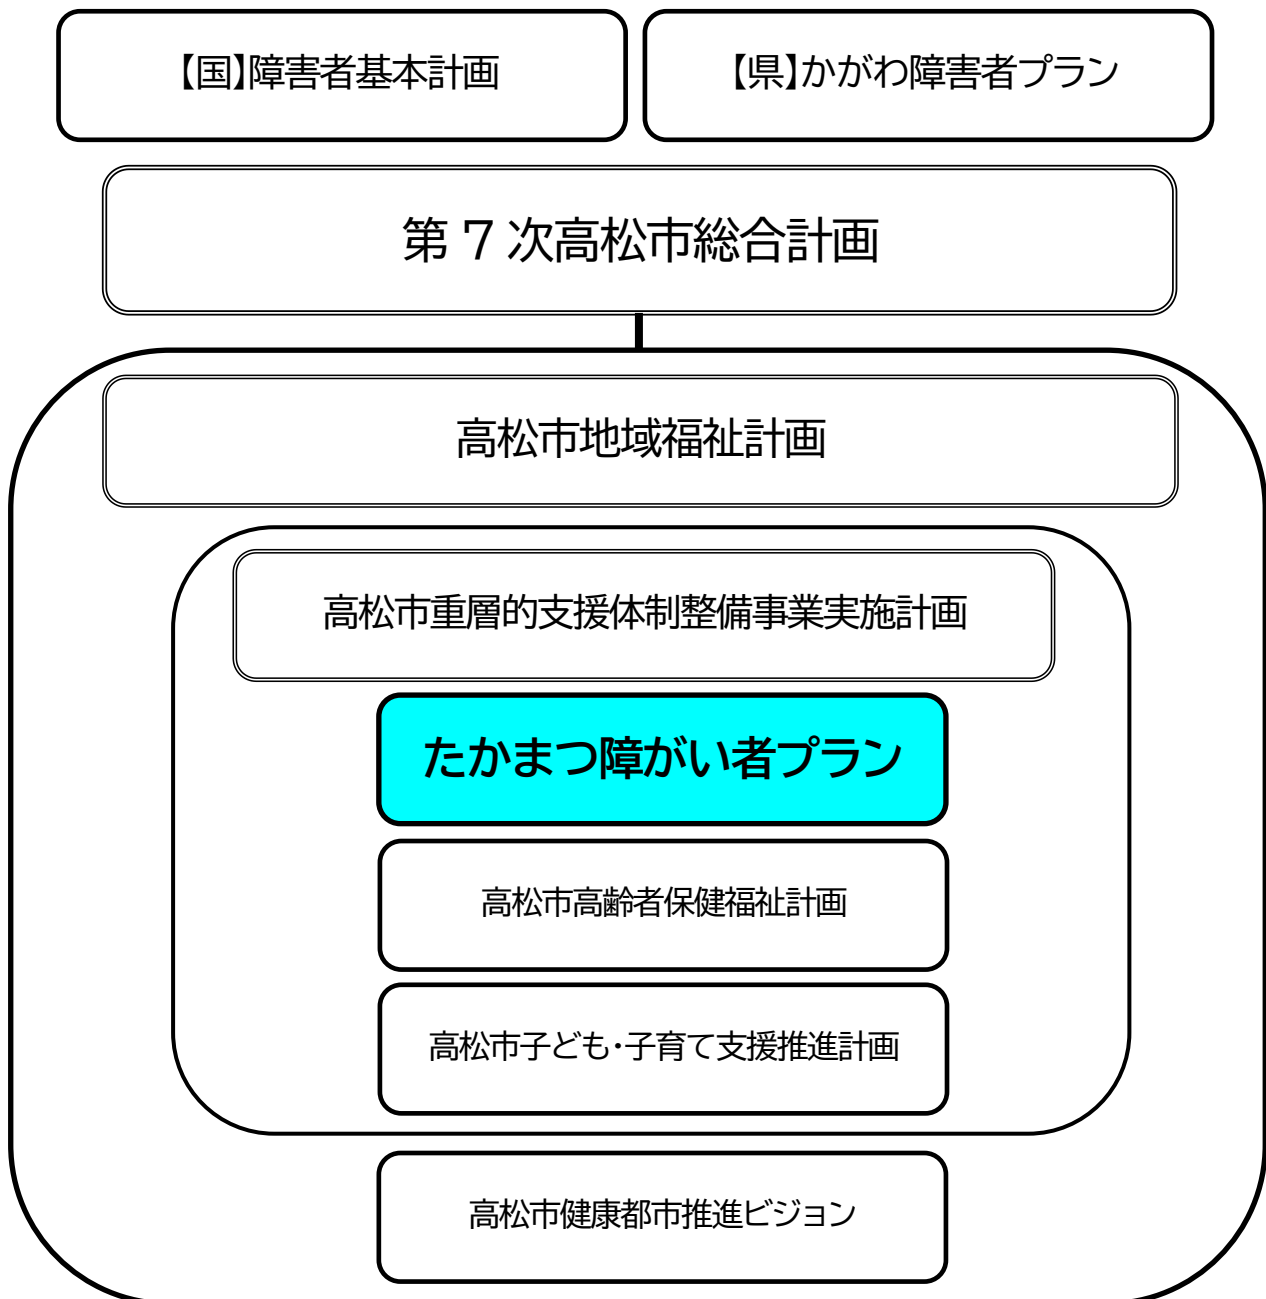 【国】障害者基本計画
【県】かがわ障害者プラン
第7次高松市総合計画
高松市地域福祉計画
高松市重層的支援体制整備事業実施計画
たかまつ障がい者プラン
高松市高齢者保健福祉計画
高松市子ども・子育て支援推進計画
高松市健康都市推進ビジョン